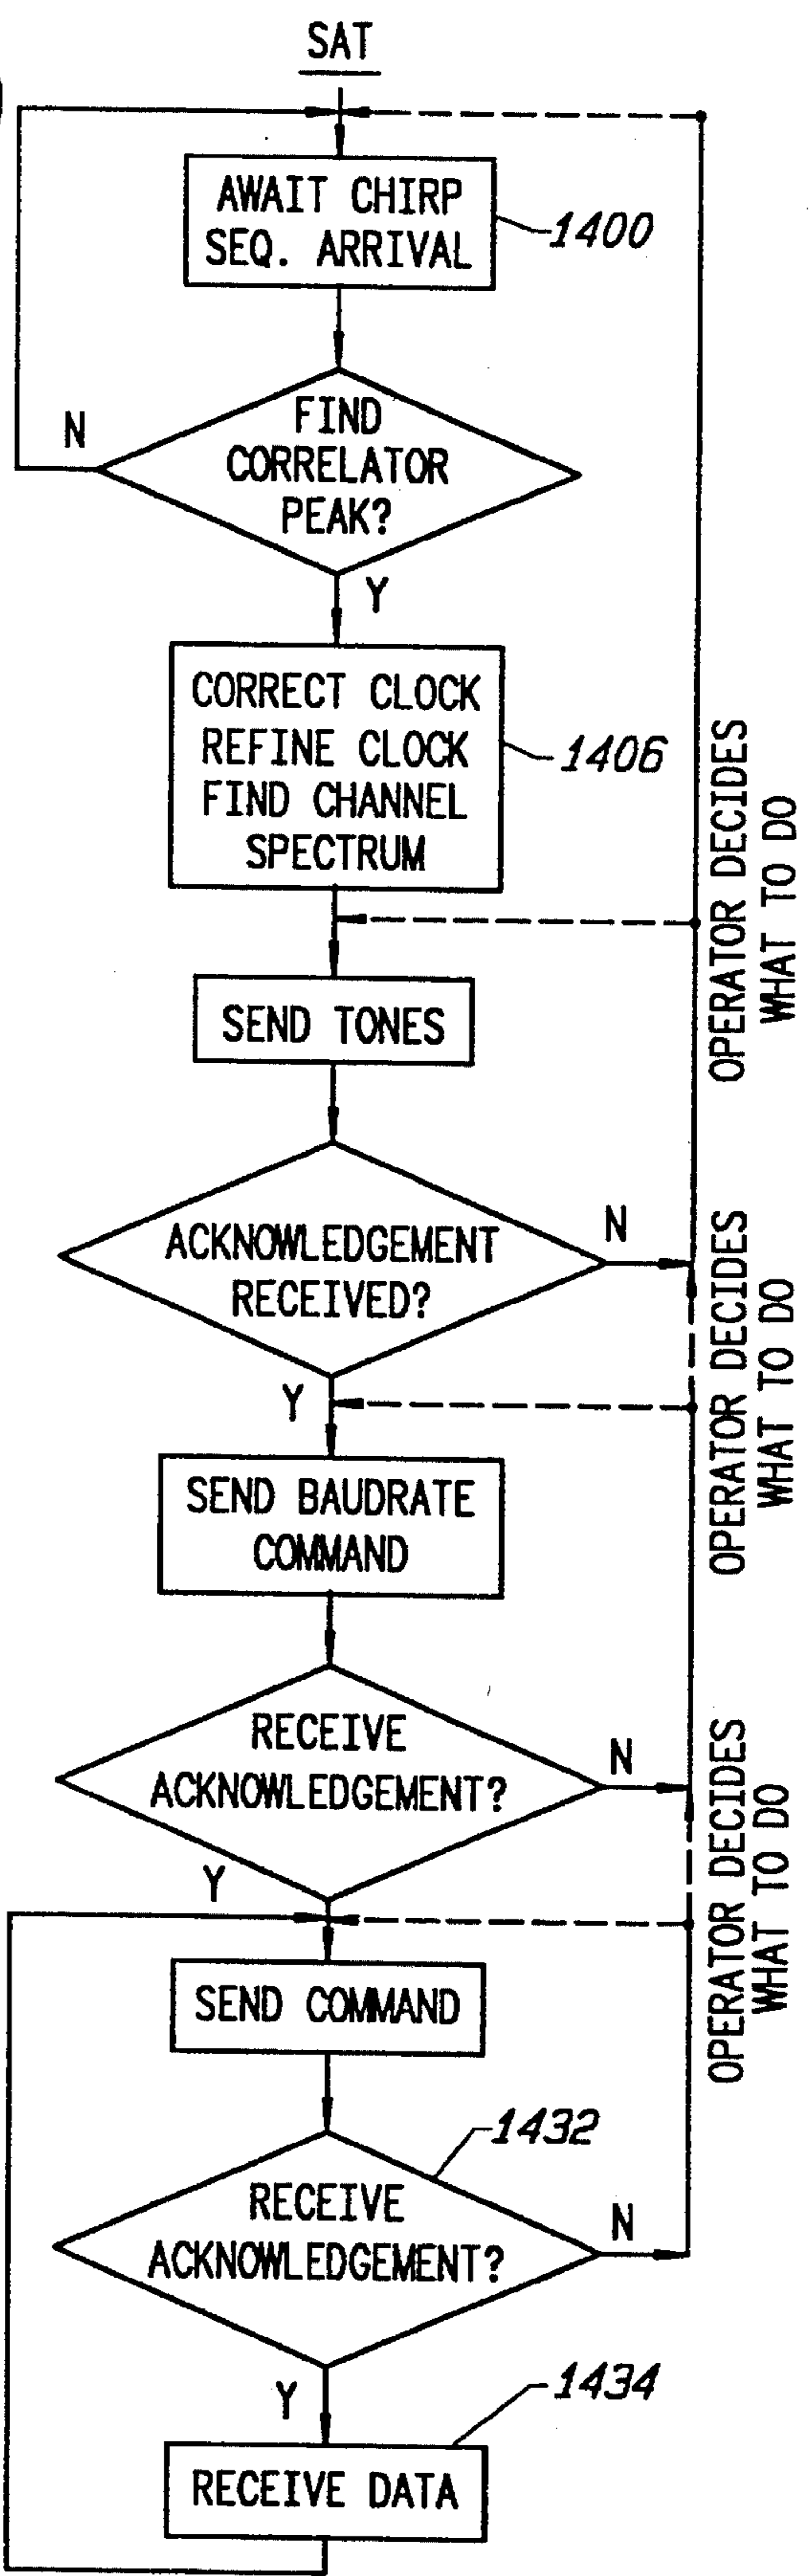 SAT
AWAIT CHIRP
SEQ. ARRIVAL
1400
N
FIND
CORRELATOR
PEAK?
Y
CORRECT CLOCK
REFINE CLOCK
FIND CHANNEL
SPECTRUM
1406
OPERATOR DECIDES
WHAT TO DO
SEND TONES
ACKNOWLEDGEMENT
RECEIVED?
N
Y
OPERATOR DECIDES
WHAT TO DO
SEND BAUDRATE
COMMAND
RECEIVE
ACKNOWLEDGEMENT?
N
Y
OPERATOR DECIDES
WHAT TO DO
SEND COMMAND
1432
RECEIVE
ACKNOWLEDGEMENT?
N
Y
1434
RECEIVE DATA